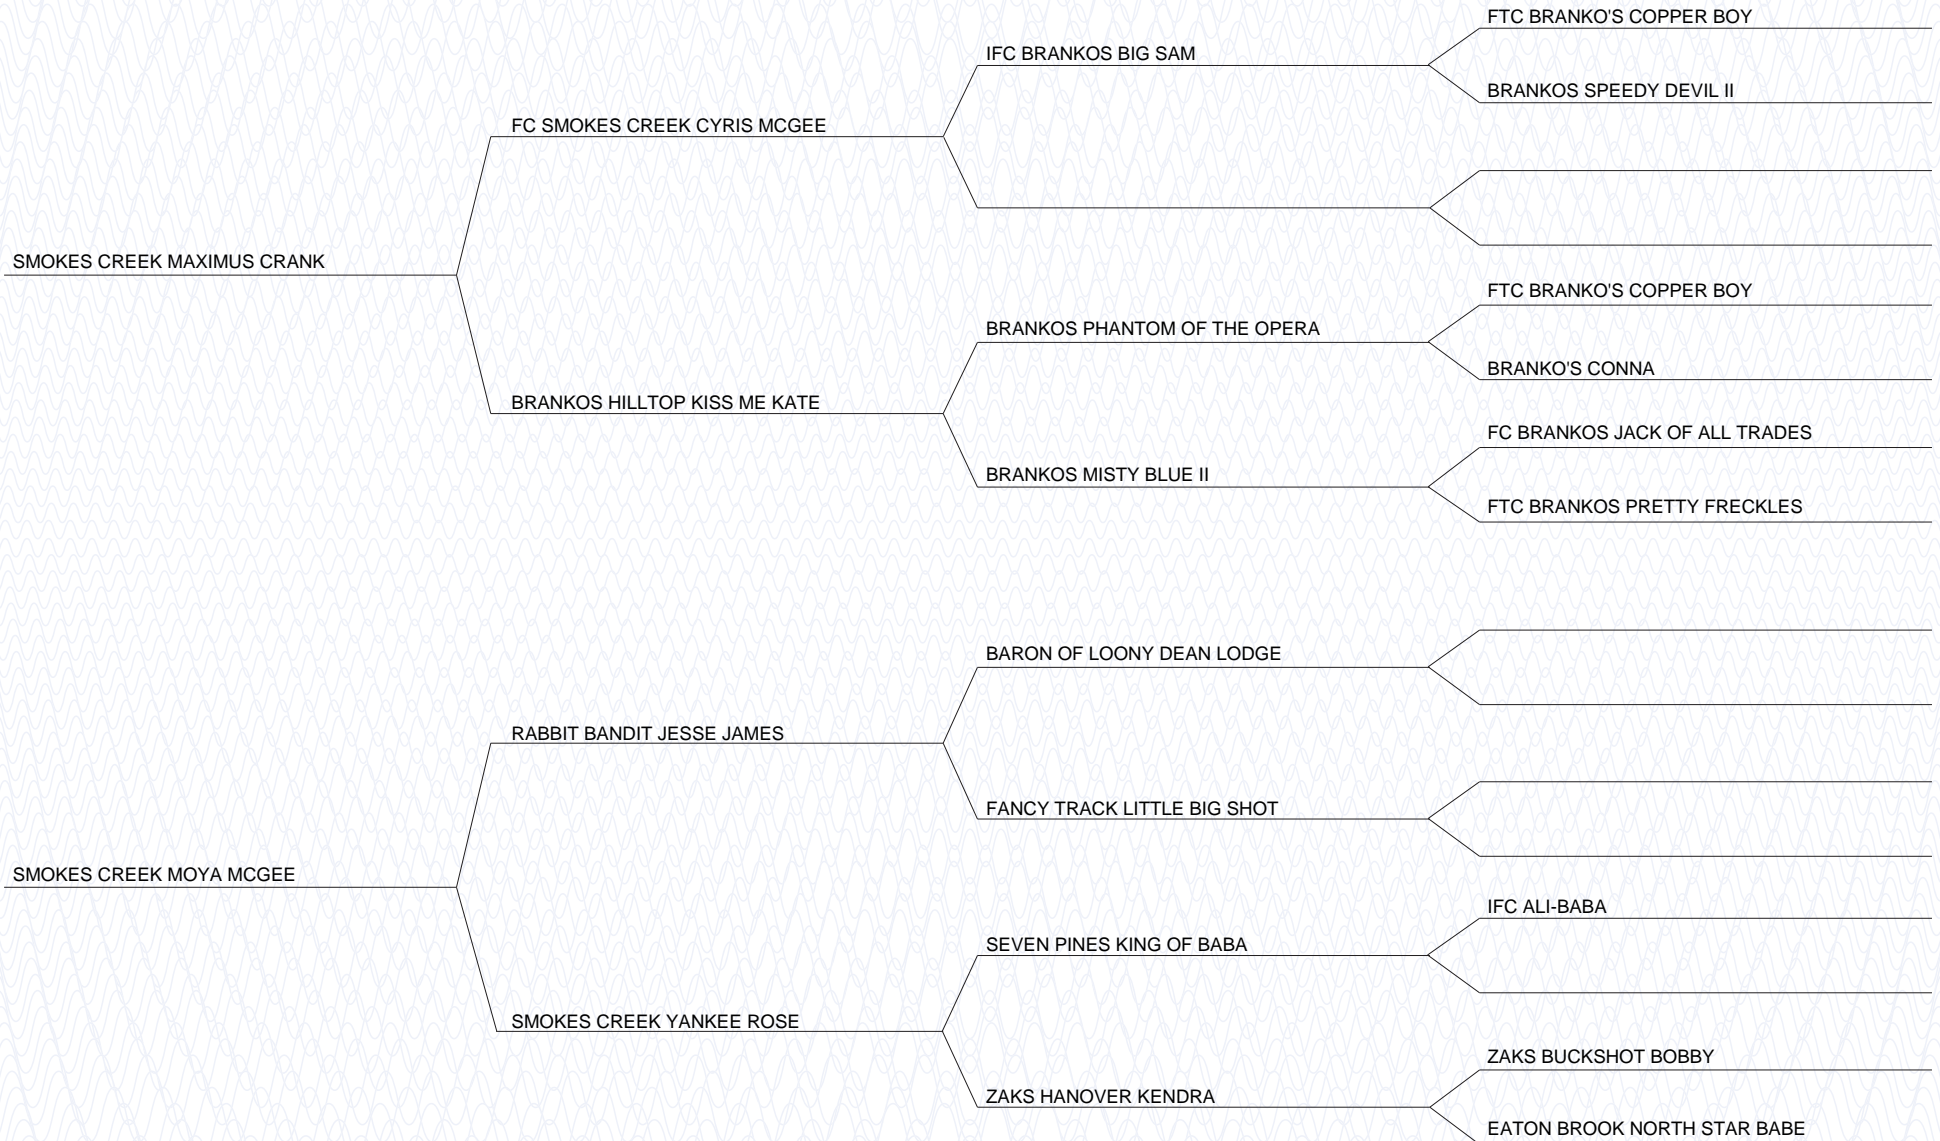 FTC BRANKO'S COPPER BOY
IFC BRANKOS BIG SAM
BRANKOS SPEEDY DEVIL II
FC SMOKES CREEK CYRIS MCGEE
SMOKES CREEK MAXIMUS CRANK
FTC BRANKO'S COPPER BOY
BRANKOS PHANTOM OF THE OPERA
BRANKO'S CONNA
BRANKOS HILLTOP KISS ME KATE
FC BRANKOS JACK OF ALL TRADES
BRANKOS MISTY BLUE II
FTC BRANKOS PRETTY FRECKLES
BARON OF LOONY DEAN LODGE
RABBIT BANDIT JESSE JAMES
FANCY TRACK LITTLE BIG SHOT
SMOKES CREEK MOYA MCGEE
IFC ALI-BABA
SEVEN PINES KING OF BABA
SMOKES CREEK YANKEE ROSE
ZAKS BUCKSHOT BOBBY
ZAKS HANOVER KENDRA
EATON BROOK NORTH STAR BABE